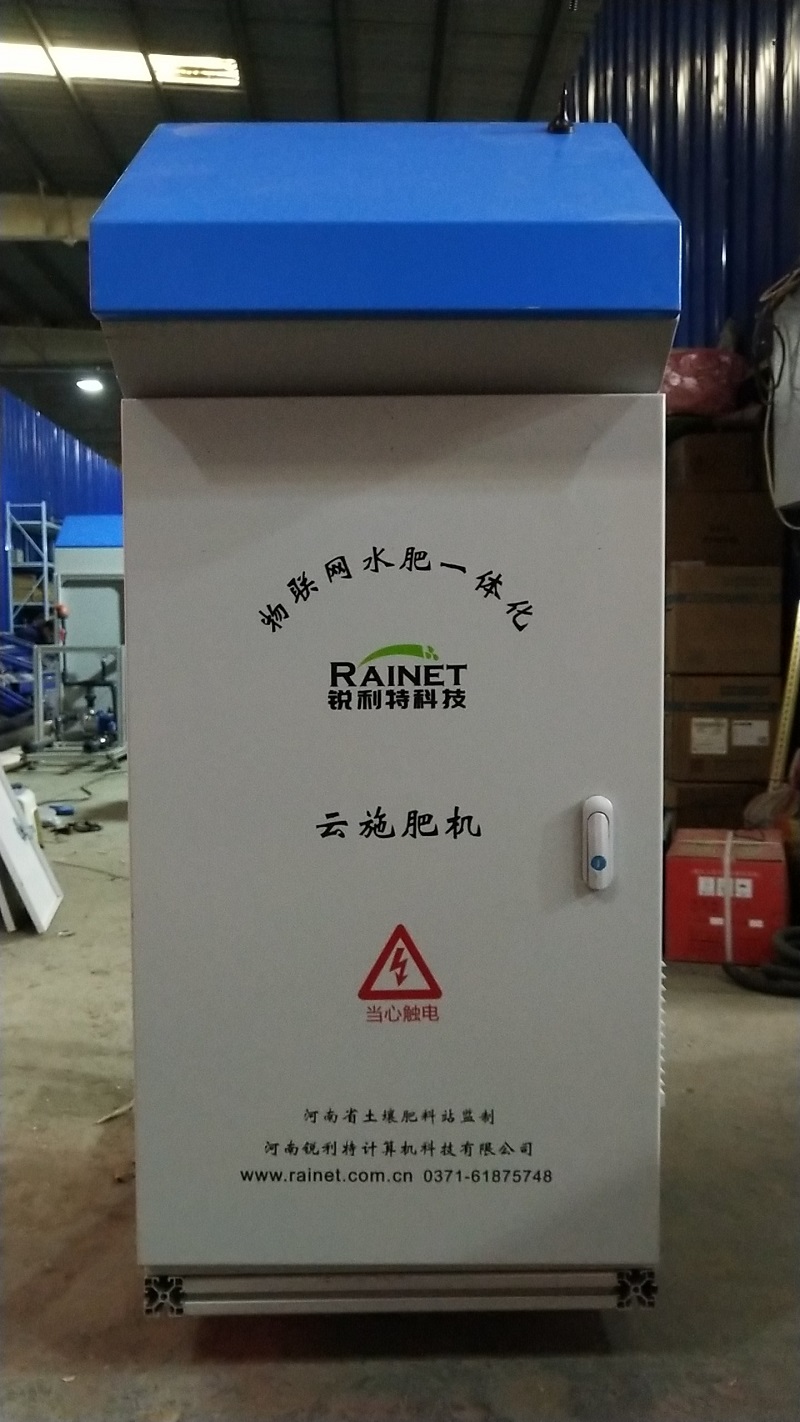 物联网水肥一体化
RAINET
锐利特科技
云施肥机
当心触电
河南省土壤肥料站监制
河南锐利特计算机科技有限公司
www.rainet.com.cn 0371-61875748